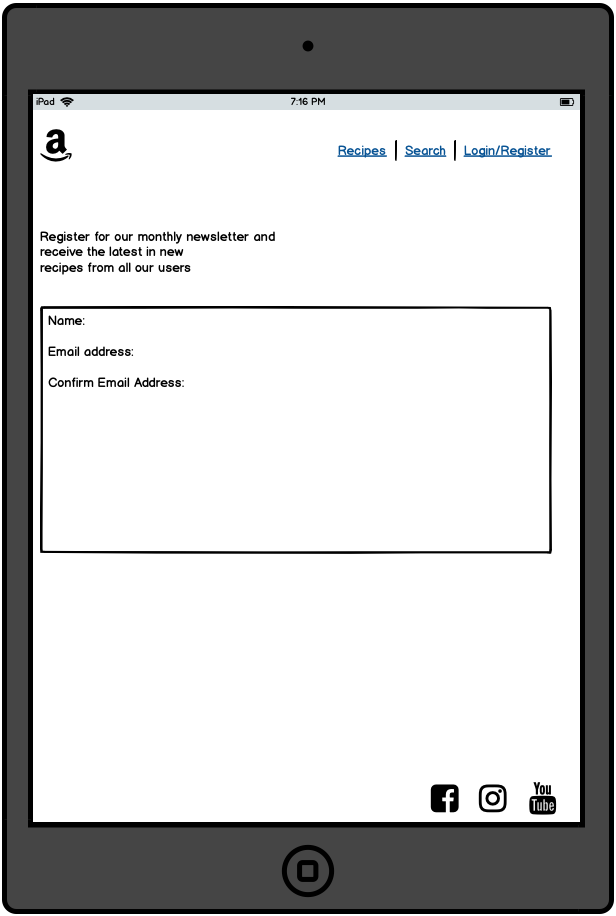 iPad 7:16 PM
a
Recipes Search Login/Register
Register for our monthly newsletter and
receive the latest in new
recipes from all our users
Name:
Email address:
Confirm Email Address:
You
Tube